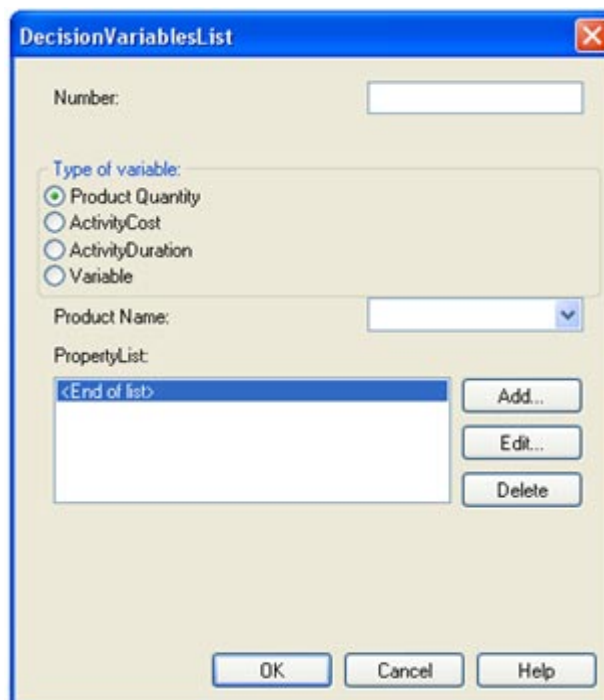 DecisionVariablesList
Number:
Type of variable:
Product Quantity
ActivityCost
ActivityDuration
Variable
Product Name:
PropertyList:
<End of list>
Add...
Edit...
Delete
OK Cancel Help